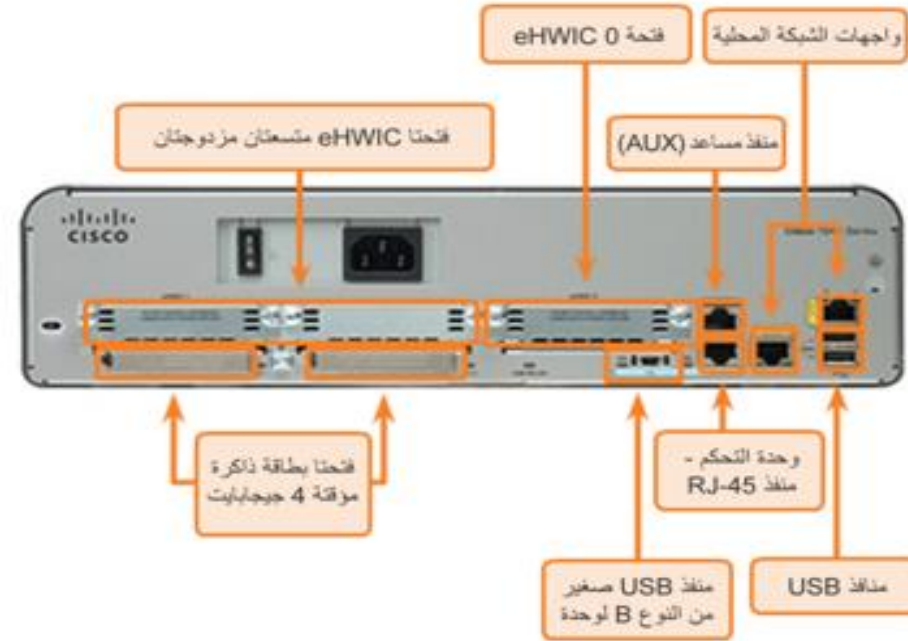 واجهات الشبكة المحلية
فتحة eHWIC 0
منفذ مساعد (AUX)
فتحتا eHWIC متسعتان مزدوجتان
CISCO
فتحتا بطاقة ذاكرة
مؤقتة 4 جيجابايت
وحدة التحكم -
منفذ RJ-45
منفذ USB صغير
من النوع B لوحدة
منافذ USB